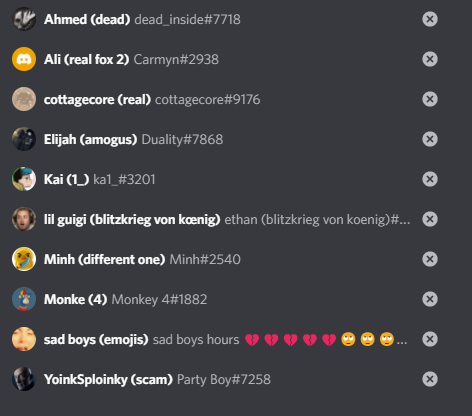 Ahmed (dead) dead_inside#7718
Ali (real fox 2) Carmyn#2938
cottagecore (real) cottagecore#9176
Elijah (amogus) Duality#7868
Kai (1_) ka1_#3201
lil guigi (blitzkrieg von kœnig) ethan (blitzkrieg von koenig)#...
Minh (different one) Minh#2540
Monke (4) Monkey 4#1882
sad boys (emojis) sad boys hours 💔 💔 💔 💔 💔 🙄 🙄 🙄 ...
YoinkSploinky (scam) Party Boy#7258